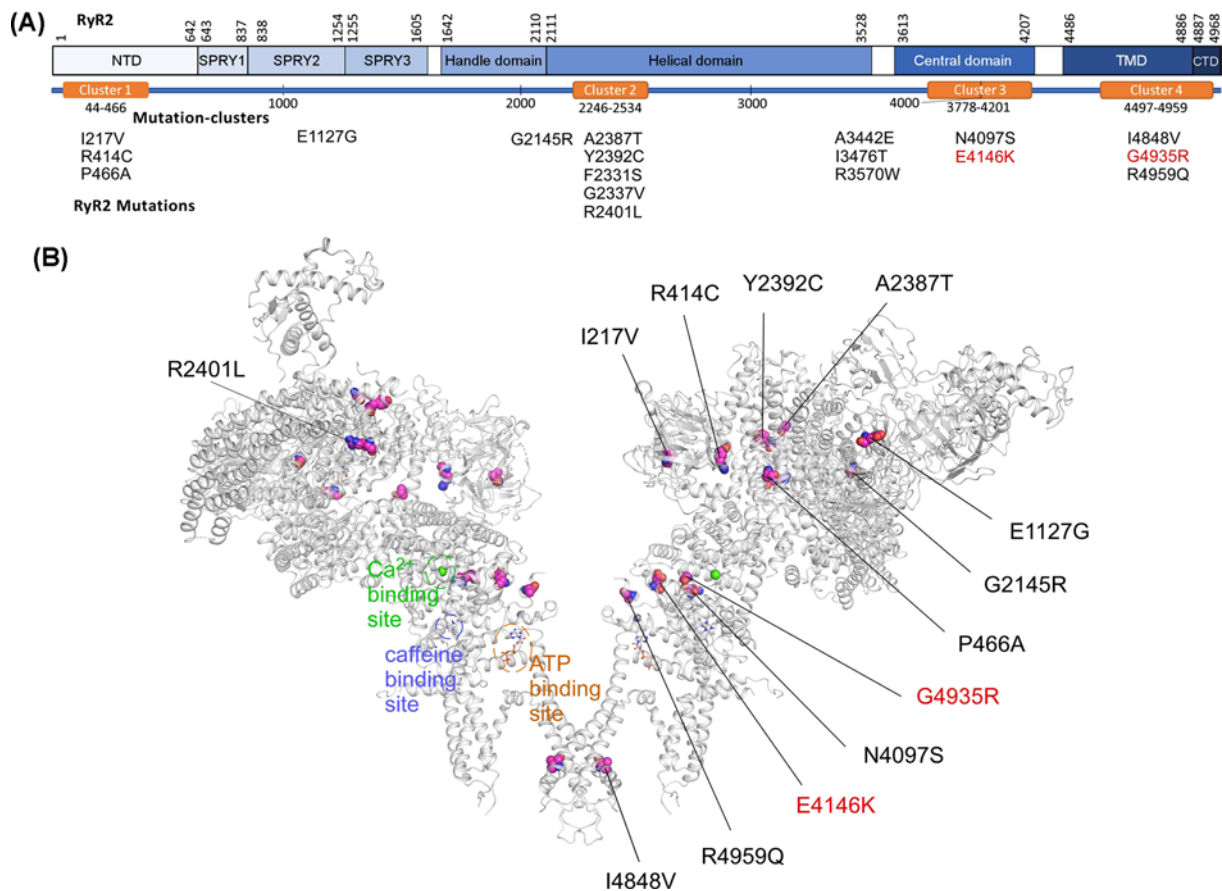 (A)
RyR2
1 642 643 837 838 1254 1255 1605 1642 2110 2111 3528 3613 4207 4486 4886 4887 4968
NTD SPRY1 SPRY2 SPRY3 Handle domain Helical domain Central domain TMD CTD
Cluster 1 Cluster 2 Cluster 3 Cluster 4
44-466 1000 2000 2246-2534 3000 4000 3778-4201 4497-4959
Mutation-clusters
I217V E1127G G2145R A2387T A3442E N4097S I4848V
R414C Y2392C I3476T E4146K G4935R
P466A F2331S R3570W R4959Q
G2337V
RyR2 Mutations R2401L
(B)
R414C Y2392C A2387T
I217V
R2401L
E1127G
G2145R
P466A
Ca2+
binding
site
caffeine
binding
site
ATP
binding
site
G4935R
N4097S
E4146K
R4959Q
I4848V